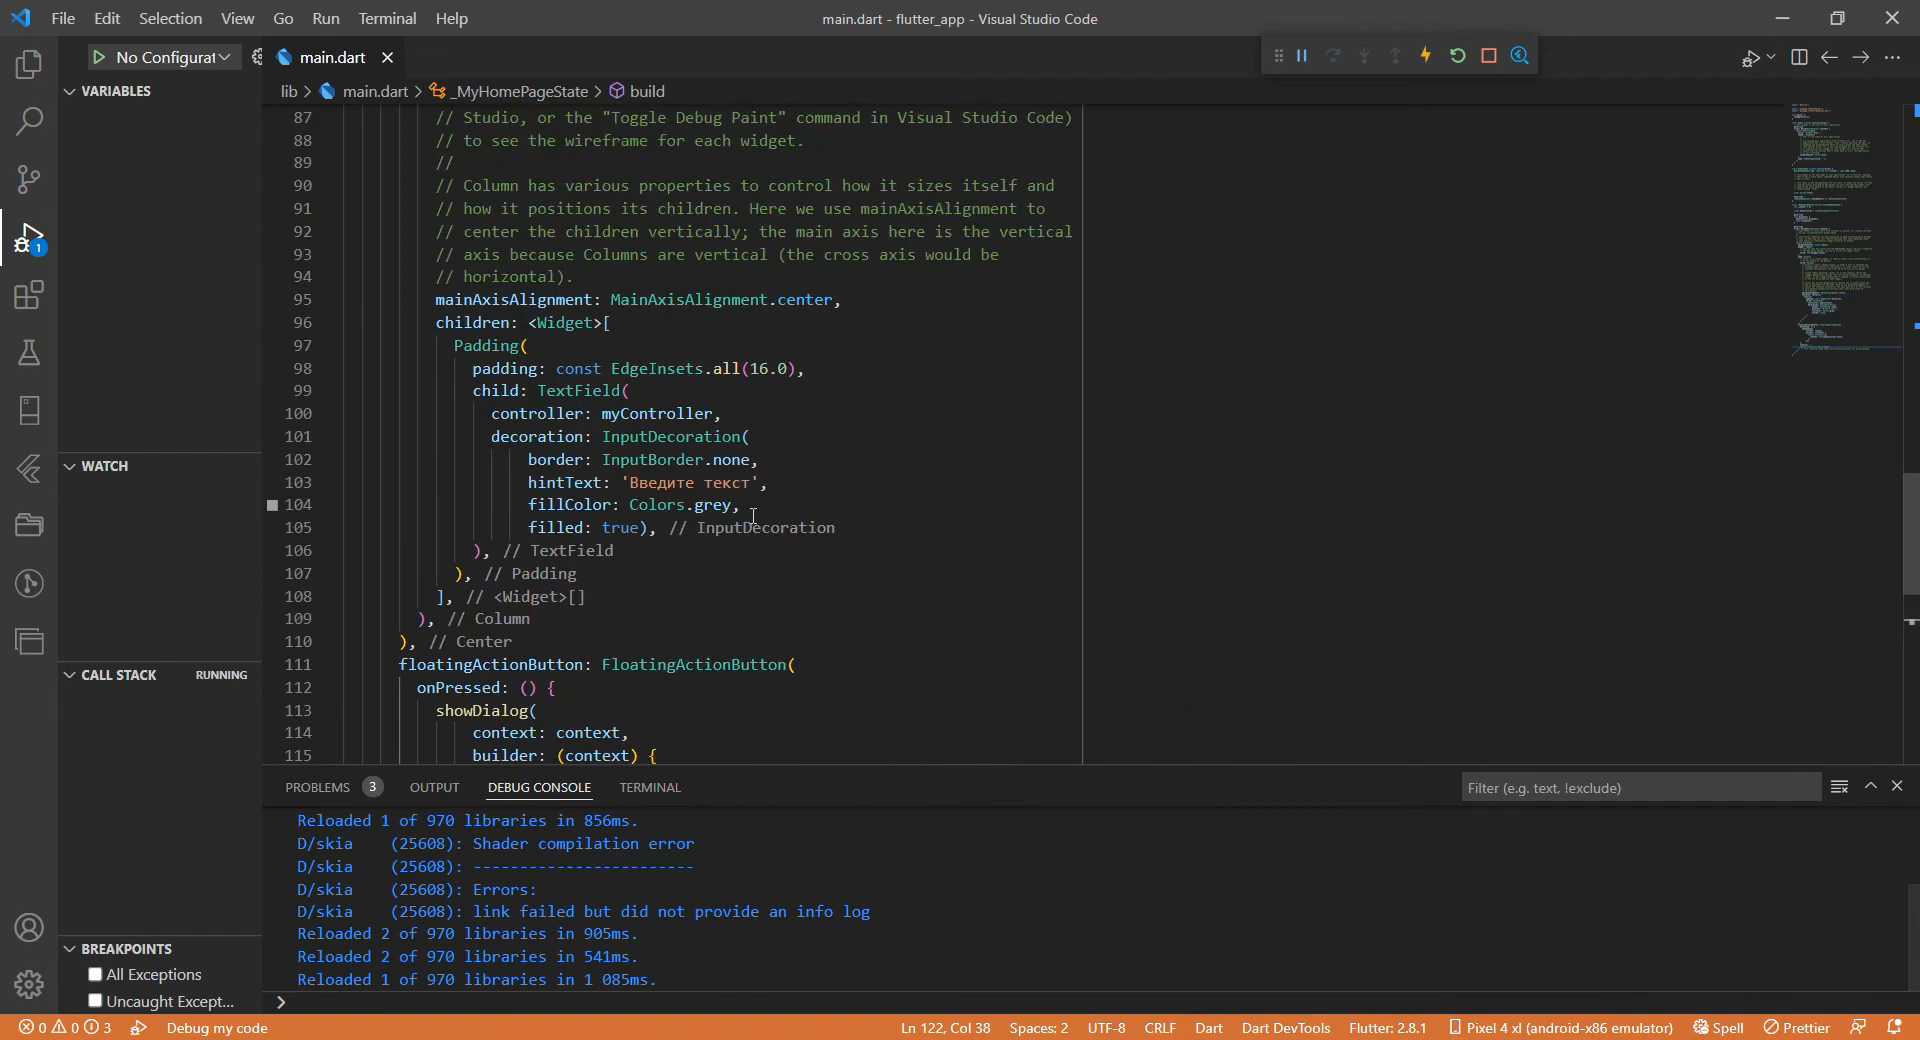 File Edit Selection View Go Run Terminal Help
main.dart - flutter_app - Visual Studio Code
No Configurat
main.dart
lib > main.dart > _MyHomePageState > build
VARIABLES
WATCH
CALL STACK RUNNING
BREAKPOINTS
All Exceptions
Uncaught Except...
1
87 // Studio, or the "Toggle Debug Paint" command in Visual Studio Code)
88 // to see the wireframe for each widget.
89 //
90 // Column has various properties to control how it sizes itself and
91 // how it positions its children. Here we use mainAxisAlignment to
92 // center the children vertically; the main axis here is the vertical
93 // axis because Columns are vertical (the cross axis would be
94 // horizontal).
95 mainAxisAlignment: MainAxisAlignment.center,
96 children: <Widget>[
97 Padding(
98 padding: const EdgeInsets.all(16.0),
99 child: TextField(
100 controller: myController,
101 decoration: InputDecoration(
102 border: InputBorder.none,
103 hintText: 'Введите текст',
104 fillColor: Colors.grey,
105 filled: true), // InputDecoration
106 ), // TextField
107 ), // Padding
108 ], // <Widget>[]
109 ), // Column
110 ), // Center
111 floatingActionButton: FloatingActionButton(
112 onPressed: () {
113 showDialog(
114 context: context,
115 builder: (context) {
PROBLEMS 3 OUTPUT DEBUG CONSOLE TERMINAL
Filter (e.g. text, !exclude)
Reloaded 1 of 970 libraries in 856ms.
D/skia (25608): Shader compilation error
D/skia (25608): ------------------------
D/skia (25608): Errors:
D/skia (25608): link failed but did not provide an info log
Reloaded 2 of 970 libraries in 905ms.
Reloaded 2 of 970 libraries in 541ms.
Reloaded 1 of 970 libraries in 1 085ms.
>
0 0 3 Debug my code
Ln 122, Col 38 Spaces: 2 UTF-8 CRLF Dart Dart DevTools Flutter: 2.8.1 Pixel 4 xl (android-x86 emulator) Spell Prettier